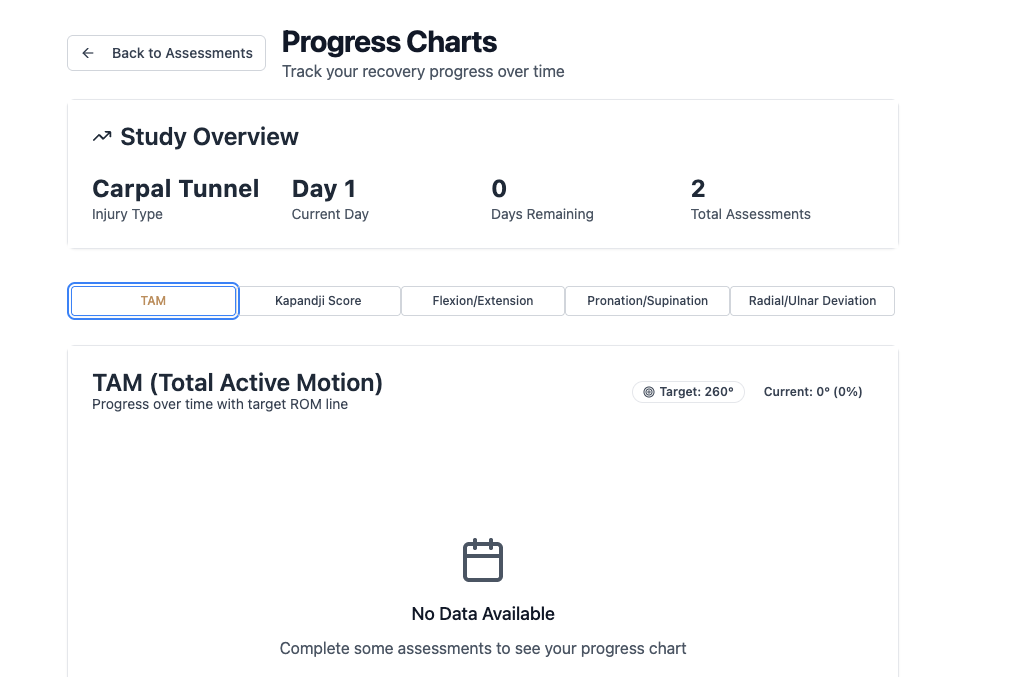 Back to Assessments
Progress Charts
Track your recovery progress over time
Study Overview
Carpal Tunnel
Injury Type
Day 1
Current Day
0
Days Remaining
2
Total Assessments
TAM
Kapandji Score
Flexion/Extension
Pronation/Supination
Radial/Ulnar Deviation
TAM (Total Active Motion)
Progress over time with target ROM line
Target: 260°
Current: 0° (0%)
No Data Available
Complete some assessments to see your progress chart